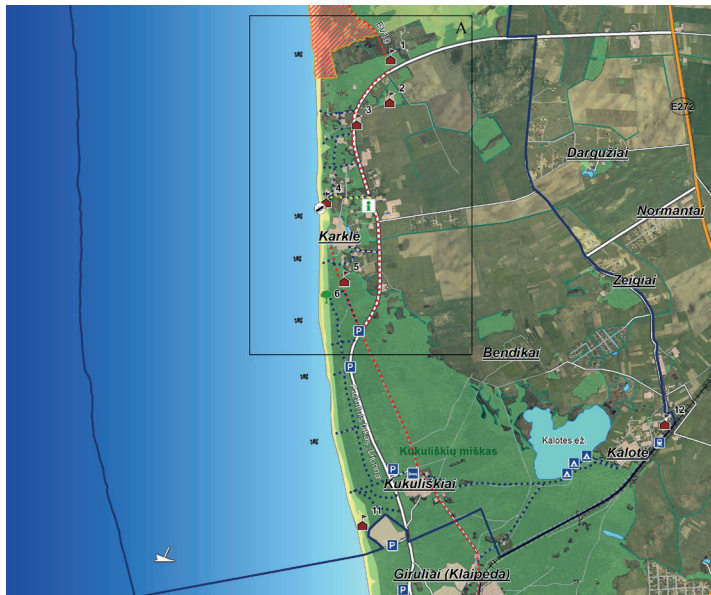 A
1
2
3
E272
Dargužiai
4
Normantai
Karklė
5
Zeigiai
6
P
Bendikai
P
12
Kalotės ež.
Kukuliškių miškas
Kalotė
P
Kukuliškiai
11
P
Giruliai (Klaipėda)
P